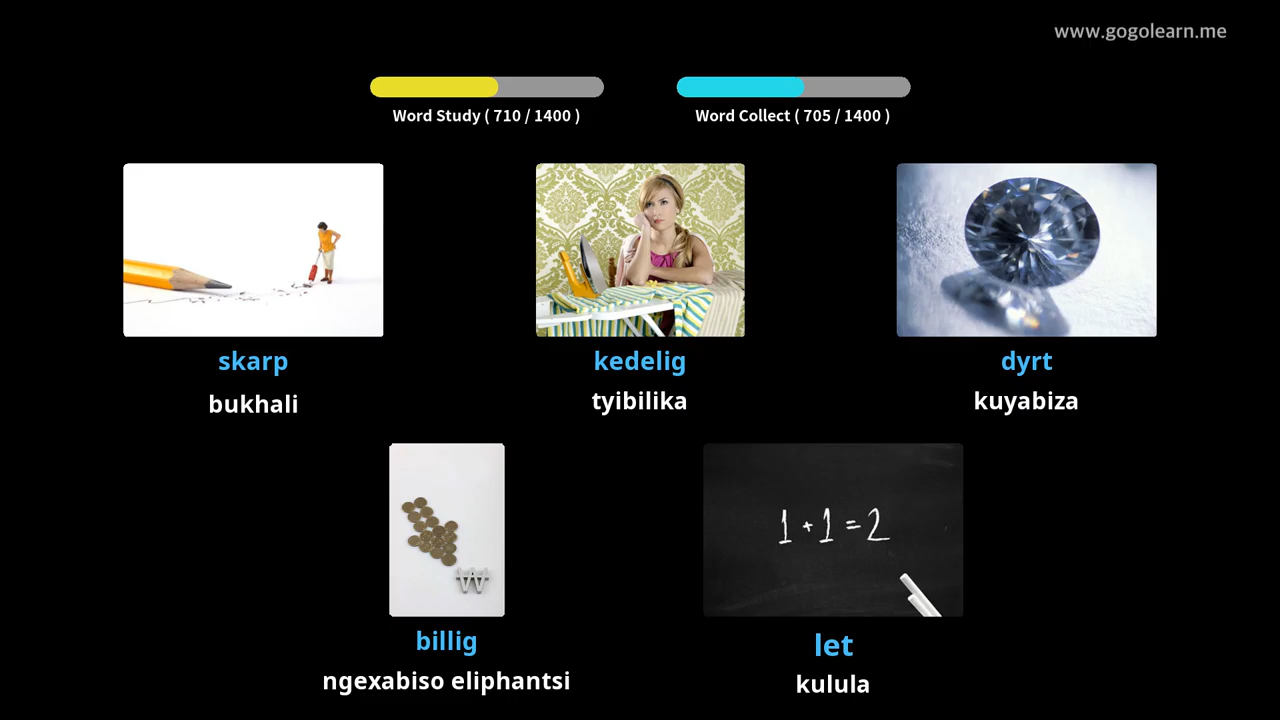 www.gogolearn.me
Word Study ( 710 / 1400 )
Word Collect ( 705 / 1400 )
skarp
bukhali
kedelig
tyibilika
dyrt
kuyabiza
billig
ngexabiso eliphantsi
1 + 1 = 2
let
kulula